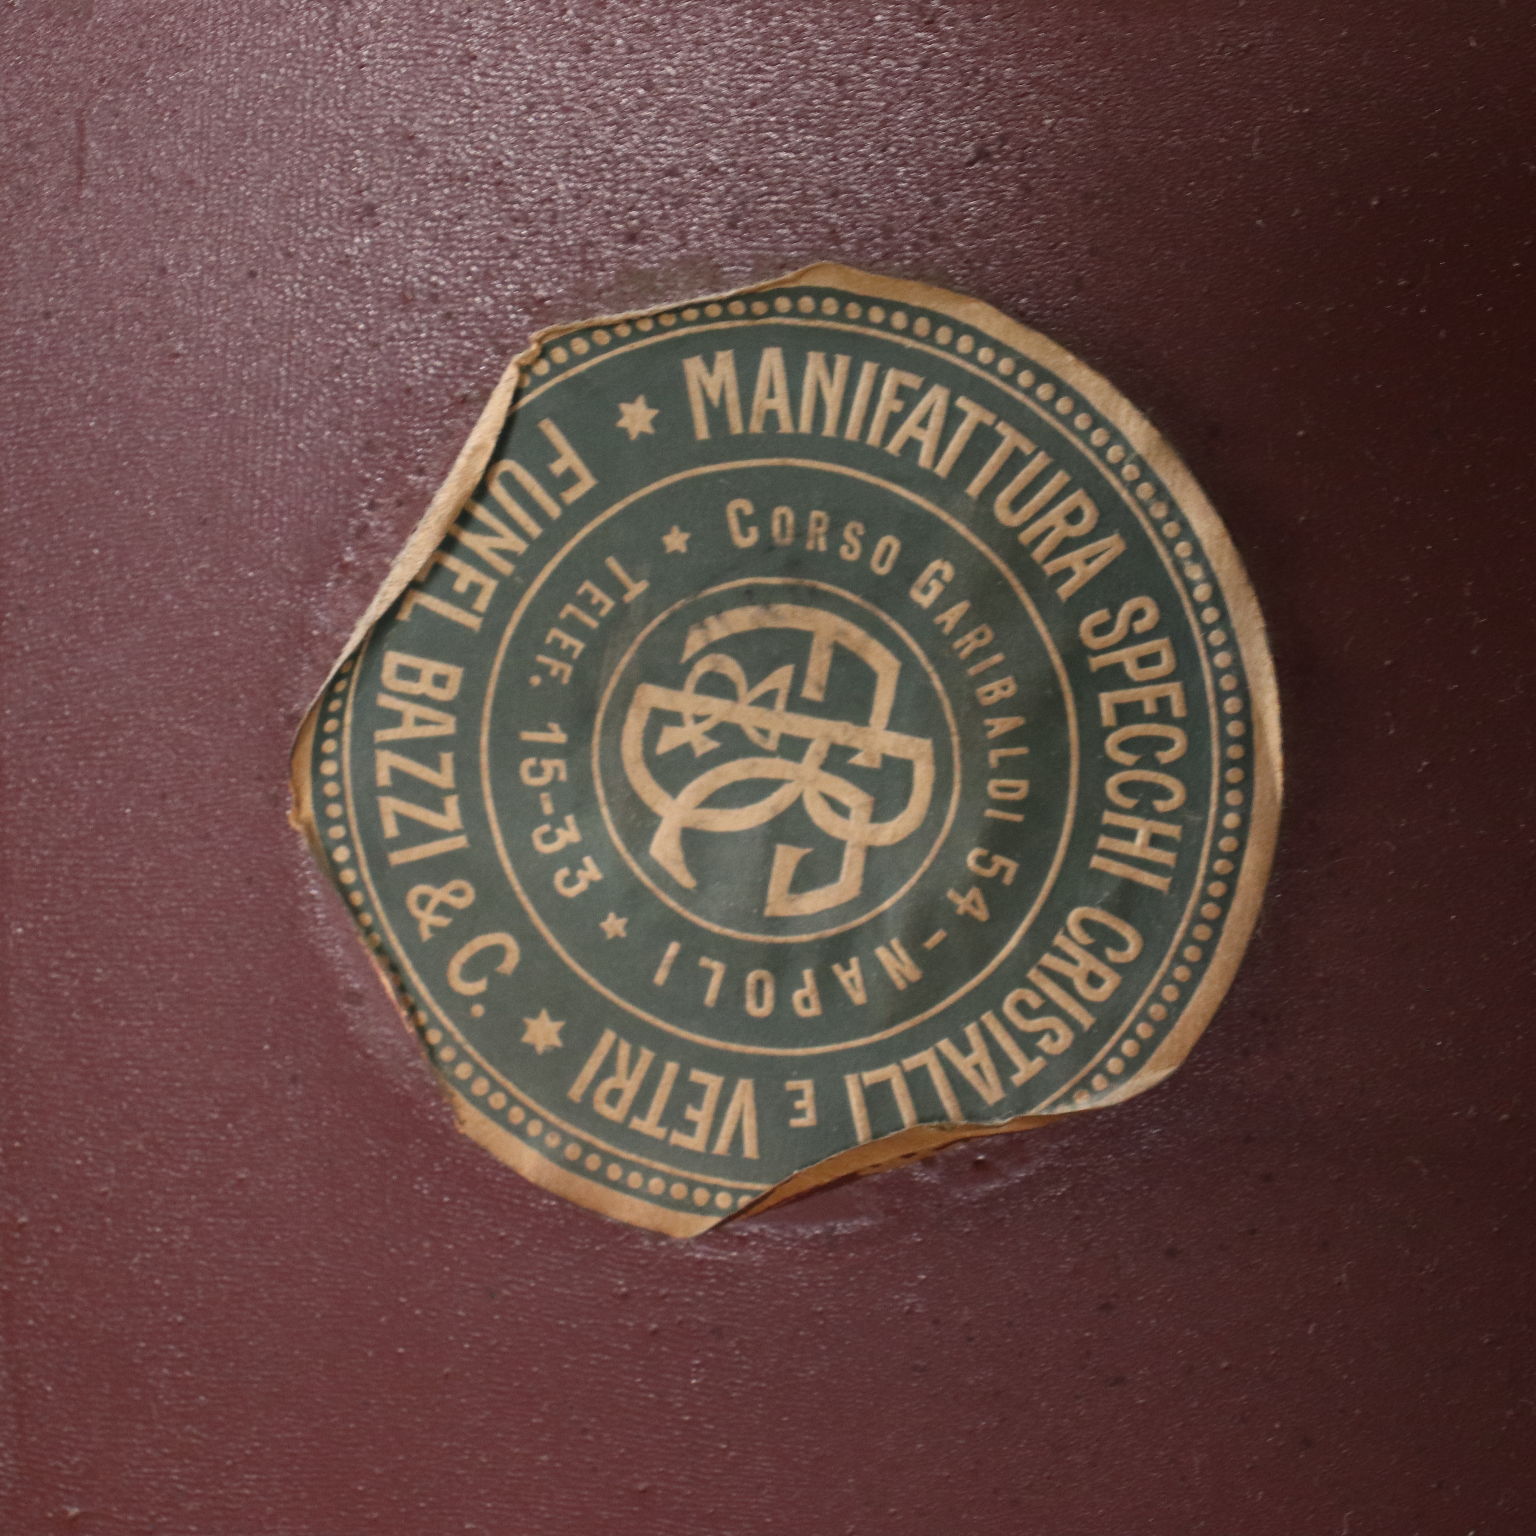 ★ MANIFATTURA SPECCHI CRISTALLI E VETRI ★
FUNEL BAZZI & C.
★ CORSO GARIBALDI 54 - NAPOLI ★
TELEF. 15-33